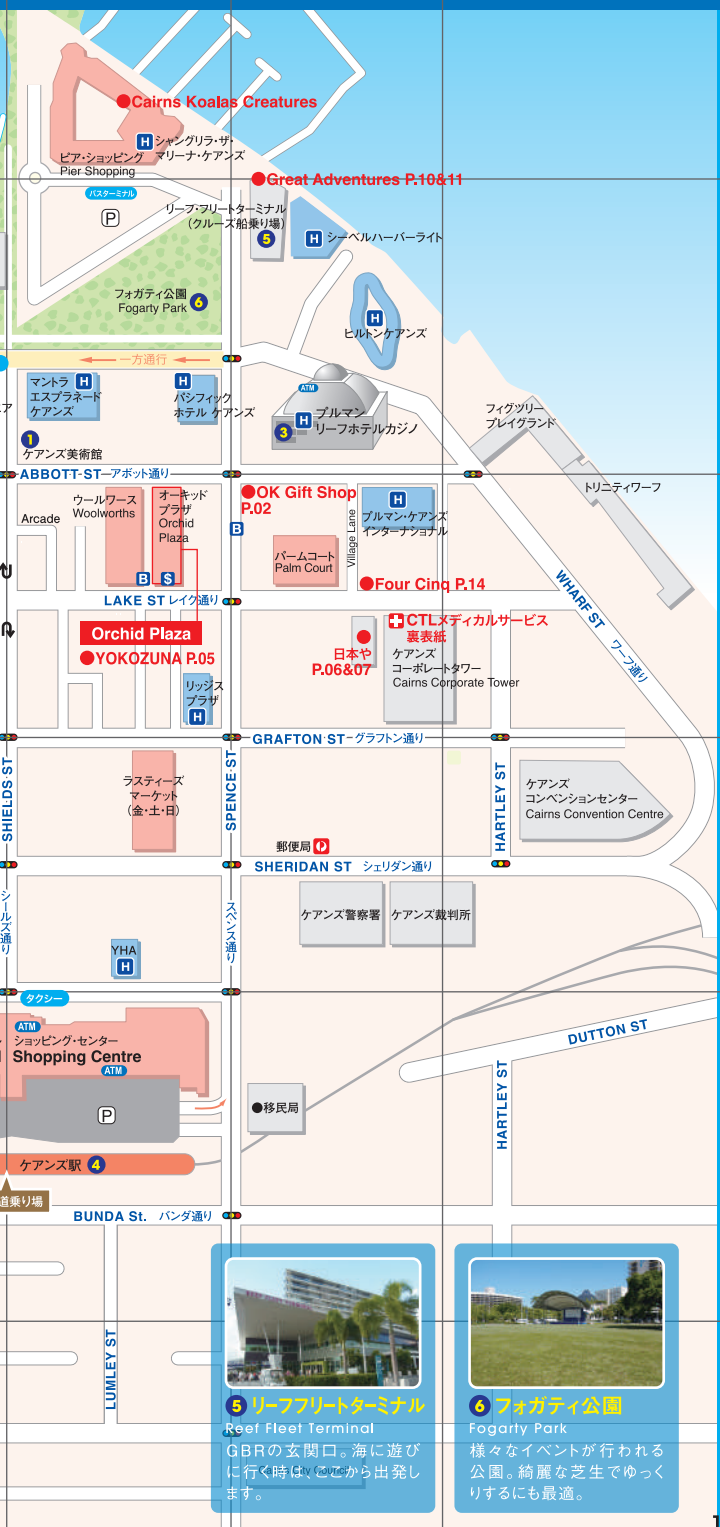 Cairns Koalas Creatures
H シャングリラ・ザ・
マリーナ・ケアンズ
ピア・ショッピング
Pier Shopping
バスターミナル
P
Great Adventures P.10&11
リーフ・フリートターミナル
(クルーズ船乗り場)
5
H シーベルハーバーライト
フォガティ公園
Fogarty Park 6
H
ヒルトンケアンズ
一方通行
マントラ H
エスプラネード
ケアンズ
H
パシフィック
ホテル ケアンズ
ATM
3 H プルマン
リーフホテルカジノ
フィグツリー
プレイグランド
ア
1
ケアンズ美術館
ABBOTT ST アボット通り
トリニティワーフ
Arcade
ウールワース
Woolworths
オーキッド
プラザ
Orchid
Plaza
B S
B
OK Gift Shop
P.02
パームコート
Palm Court
Village Lane
H
プルマン・ケアンズ
インターナショナル
Four Cinq P.14
LAKE ST レイク通り
WHARF ST ワーフ通り
Orchid Plaza
YOKOZUNA P.05
リッジス
プラザ
H
日本や
P.06&07
CTLメディカルサービス
裏表紙
ケアンズ
コーポレートタワー
Cairns Corporate Tower
GRAFTON ST グラフトン通り
SHIELDS ST
シールズ通り
SPENCE ST
スペンス通り
HARTLEY ST
ラスティーズ
マーケット
(金・土・日)
ケアンズ
コンベンションセンター
Cairns Convention Centre
郵便局
SHERIDAN ST シェリダン通り
ケアンズ警察署
ケアンズ裁判所
YHA
H
タクシー
ATM
ショッピング・センター
Shopping Centre
ATM
P
DUTTON ST
HARTLEY ST
移民局
ケアンズ駅 4
道乗り場
BUNDA St. バンダ通り
LUMLEY ST
5 リーフフリートターミナル
Reef Fleet Terminal
GBRの玄関口。海に遊び
に行く時は、ここから出発し
ます。
Cairns City Council
6 フォガティ公園
Fogarty Park
様々なイベントが行われる
公園。綺麗な芝生でゆっく
りするにも最適。